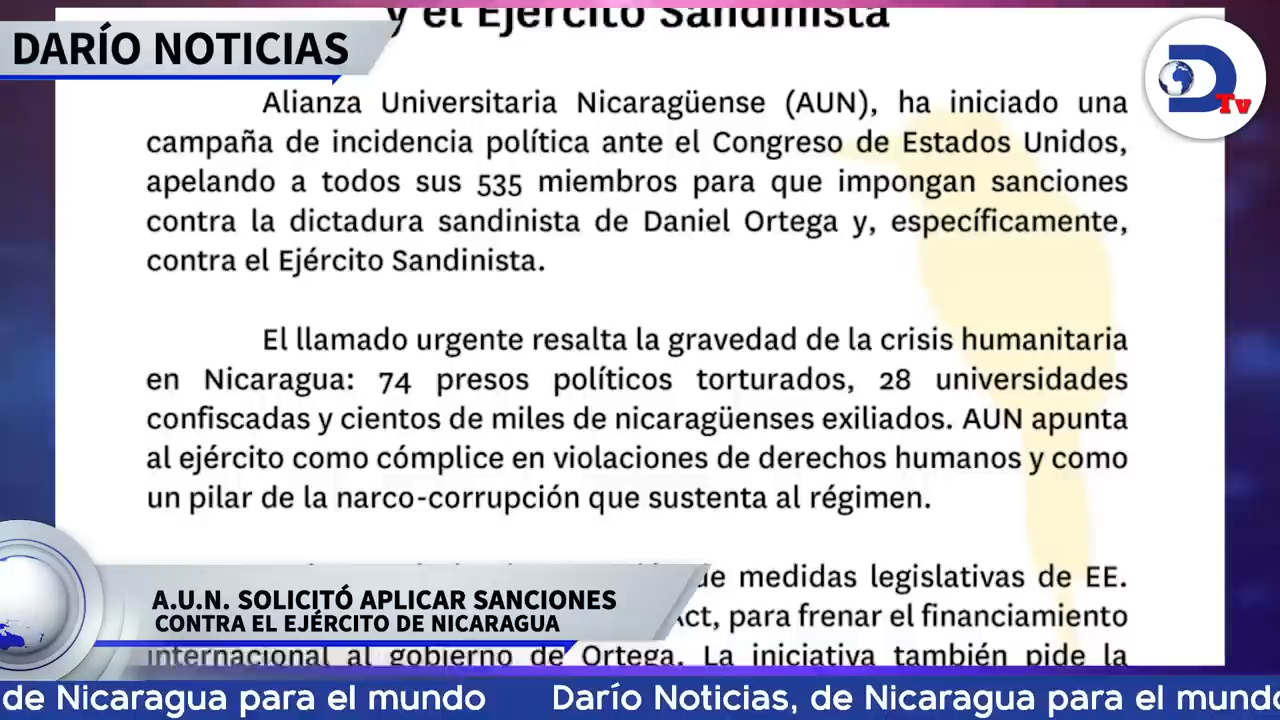 y el Ejército Sandinista
DARÍO NOTICIAS
D
Tv
Alianza Universitaria Nicaragüense (AUN), ha iniciado una
campaña de incidencia política ante el Congreso de Estados Unidos,
apelando a todos sus 535 miembros para que impongan sanciones
contra la dictadura sandinista de Daniel Ortega y, específicamente,
contra el Ejército Sandinista.
El llamado urgente resalta la gravedad de la crisis humanitaria
en Nicaragua: 74 presos políticos torturados, 28 universidades
confiscadas y cientos de miles de nicaragüenses exiliados. AUN apunta
al ejército como cómplice en violaciones de derechos humanos y como
un pilar de la narco-corrupción que sustenta al régimen.
de medidas legislativas de EE.
Act, para frenar el financiamiento
internacional al gobierno de Ortega. La iniciativa también pide la
A.U.N. SOLICITÓ APLICAR SANCIONES
CONTRA EL EJÉRCITO DE NICARAGUA
de Nicaragua para el mundo Darío Noticias, de Nicaragua para el mundo